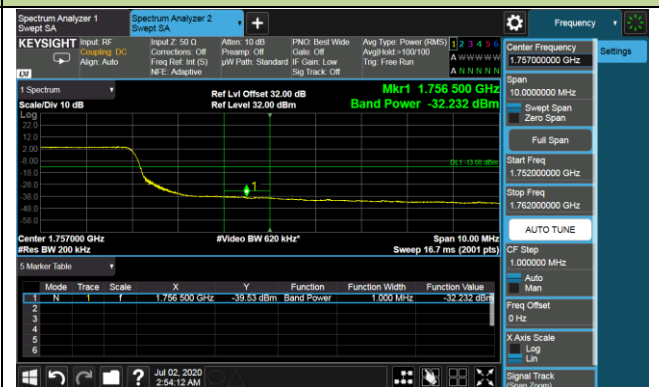 Spectrum Analyzer 1
Swept SA
Spectrum Analyzer 2
Swept SA
+
Frequency
KEYSIGHT
Input: RF
Coupling: DC
Align: Auto
Input Z: 50 Ω
Corrections: Off
Freq Ref: Int (S)
NFE: Adaptive
Atten: 10 dB
Preamp: Off
µW Path: Standard
PNO: Best Wide
Gate: Off
IF Gain: Low
Sig Track: Off
Avg Type: Power (RMS)
Avg|Hold:>100/100
Trig: Free Run
1 2 3 4 5 6
A W W W W W
A N N N N N
LXI
1 Spectrum
Scale/Div 10 dB
Log
Ref Lvl Offset 32.00 dB
Ref Level 32.00 dBm
Mkr1 1.756 500 GHz
Band Power -32.232 dBm
22.0
12.0
2.00
-8.00
-18.0
-28.0
-38.0
-48.0
-58.0
DL1 -13.00 dBm
1
Center 1.757000 GHz
#Res BW 200 kHz
#Video BW 620 kHz*
Span 10.00 MHz
Sweep 16.7 ms (2001 pts)
5 Marker Table
Mode Trace Scale X Y Function Function Width Function Value
1 N 1 f 1.756 500 GHz -39.53 dBm Band Power 1.000 MHz -32.232 dBm
2
3
4
5
6
Jul 02, 2020
2:54:12 AM
Center Frequency
1.757000000 GHz
Settings
Span
10.0000000 MHz
Swept Span
Zero Span
Full Span
Start Freq
1.752000000 GHz
Stop Freq
1.762000000 GHz
AUTO TUNE
CF Step
1.000000 MHz
Auto
Man
Freq Offset
0 Hz
X Axis Scale
Log
Lin
Signal Track
(Span Zoom)